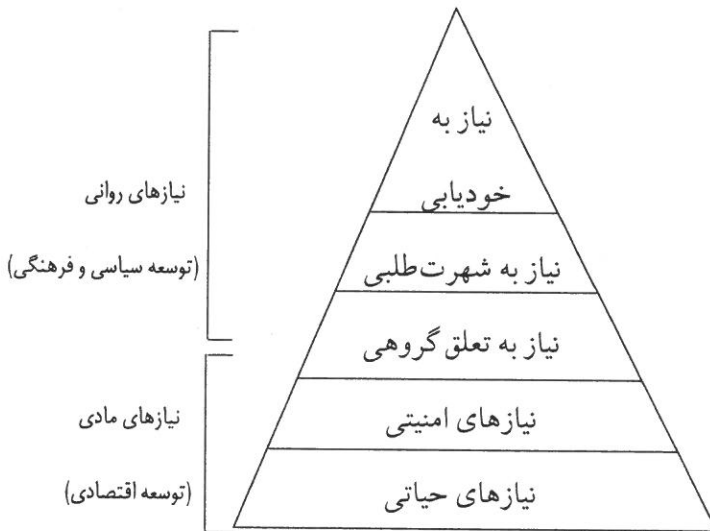 نیاز به
خودیابی
نیاز به شهرت‌طلبی
نیاز به تعلق گروهی
نیازهای امنیتی
نیازهای حیاتی
نیازهای روانی
(توسعه سیاسی و فرهنگی)
نیازهای مادی
(توسعه اقتصادی)